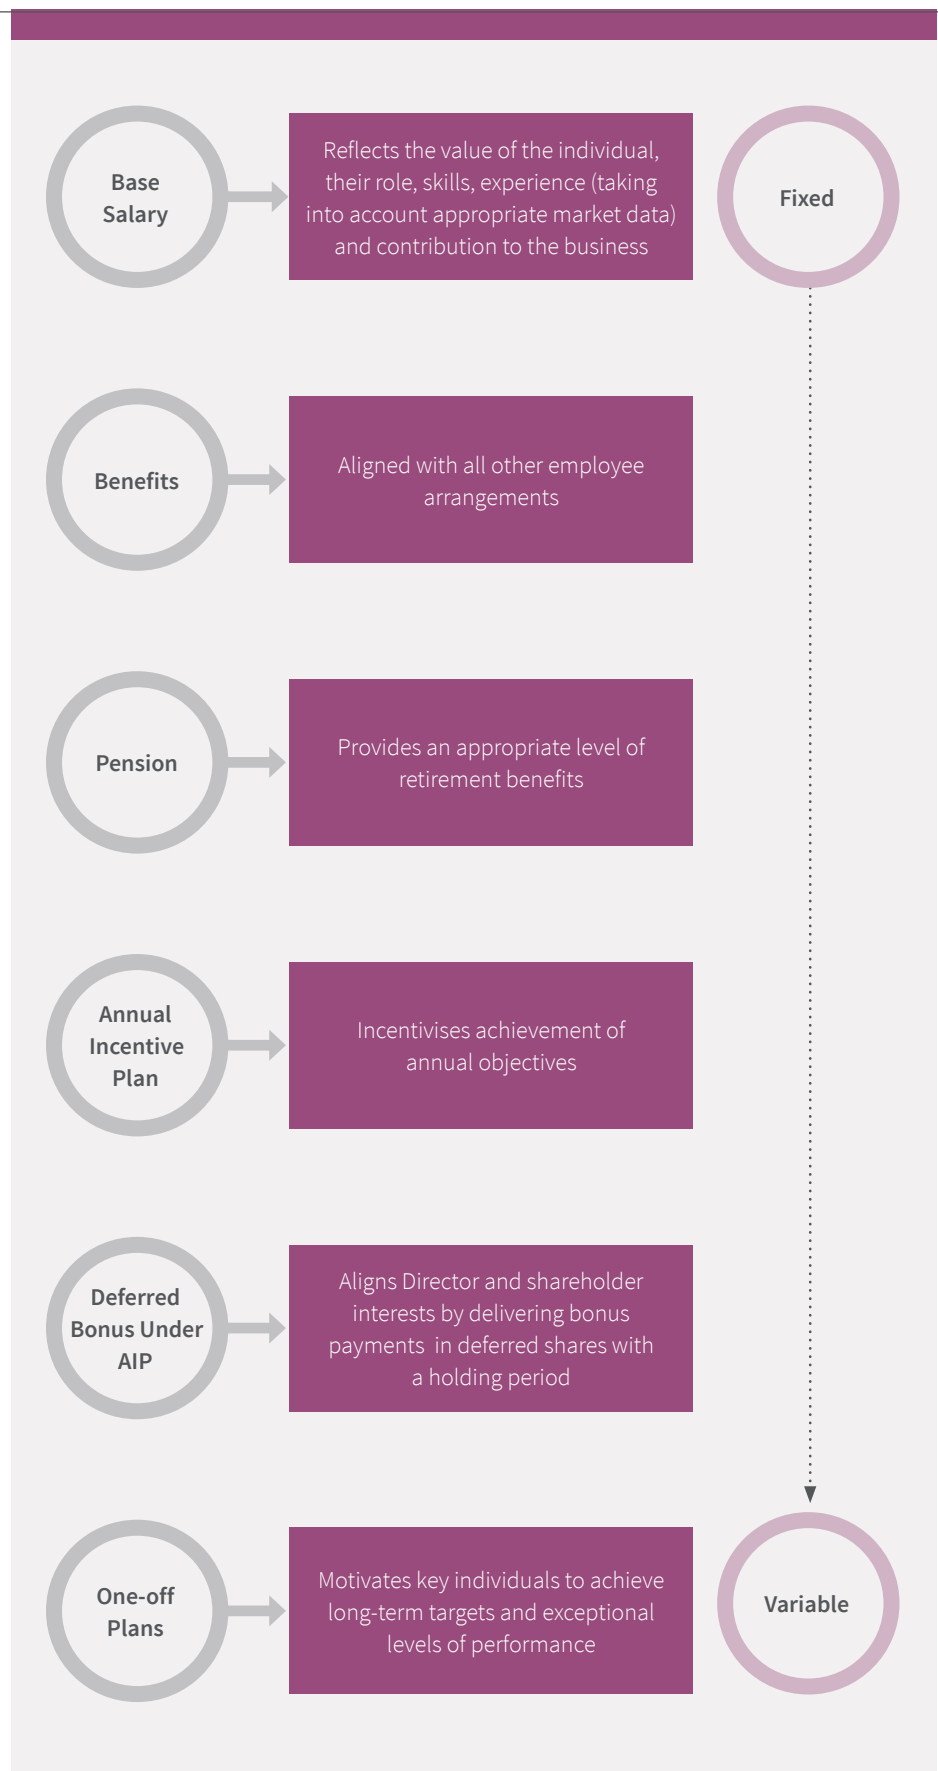 Base
Salary
Reflects the value of the individual,
their role, skills, experience (taking
into account appropriate market data)
and contribution to the business
Fixed
Benefits
Aligned with all other employee
arrangements
Pension
Provides an appropriate level of
retirement benefits
Annual
Incentive
Plan
Incentivises achievement of
annual objectives
Deferred
Bonus Under
AIP
Aligns Director and shareholder
interests by delivering bonus
payments  in deferred shares with
a holding period
One-off
Plans
Motivates key individuals to achieve
long-term targets and exceptional
levels of performance
Variable